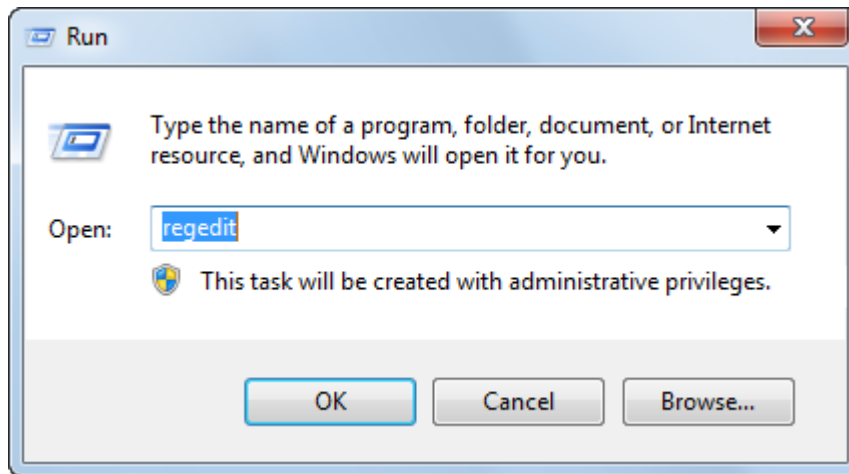 Run
Type the name of a program, folder, document, or Internet
resource, and Windows will open it for you.
Open: regedit
This task will be created with administrative privileges.
OK Cancel Browse...